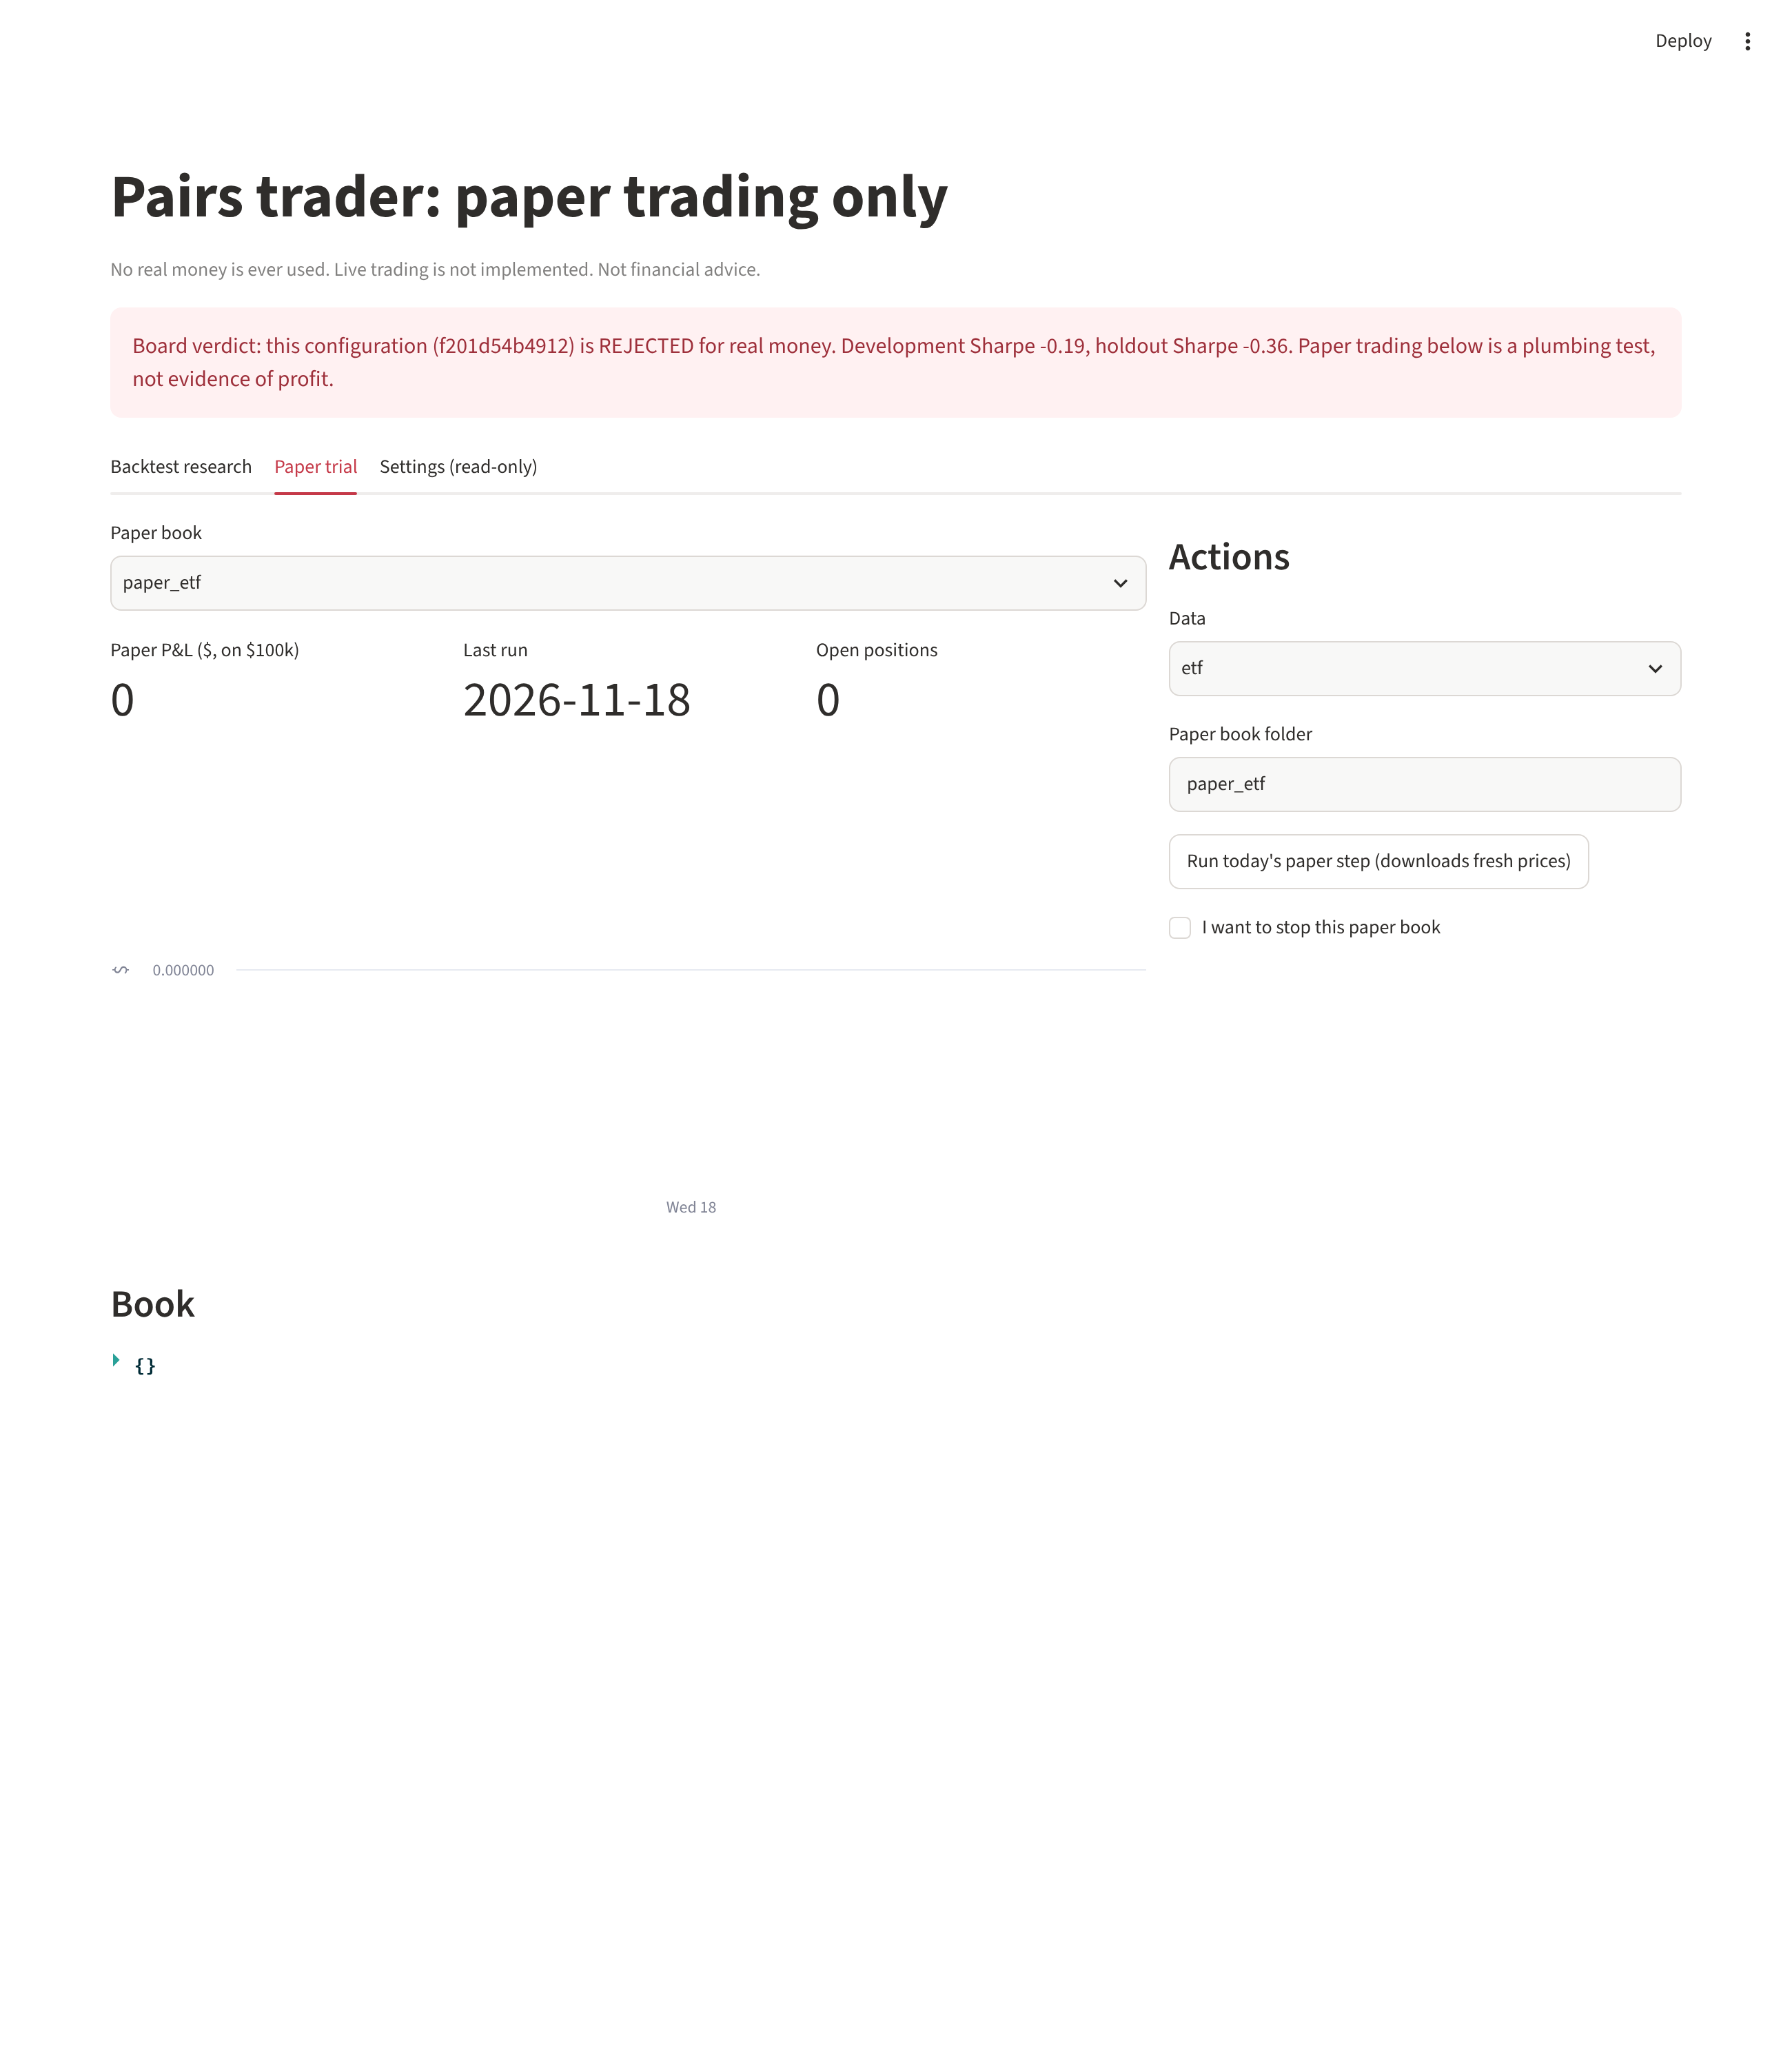 Deploy
Pairs trader: paper trading only
No real money is ever used. Live trading is not implemented. Not financial advice.
Board verdict: this configuration (f201d54b4912) is REJECTED for real money. Development Sharpe -0.19, holdout Sharpe -0.36. Paper trading below is a plumbing test,
not evidence of profit.
Backtest research
Paper trial
Settings (read-only)
Paper book
paper_etf
Paper P&L ($, on $100k)
0
Last run
2026-11-18
Open positions
0
$
0.000000
Wed 18
Book
{}
Actions
Data
etf
Paper book folder
paper_etf
Run today's paper step (downloads fresh prices)
I want to stop this paper book